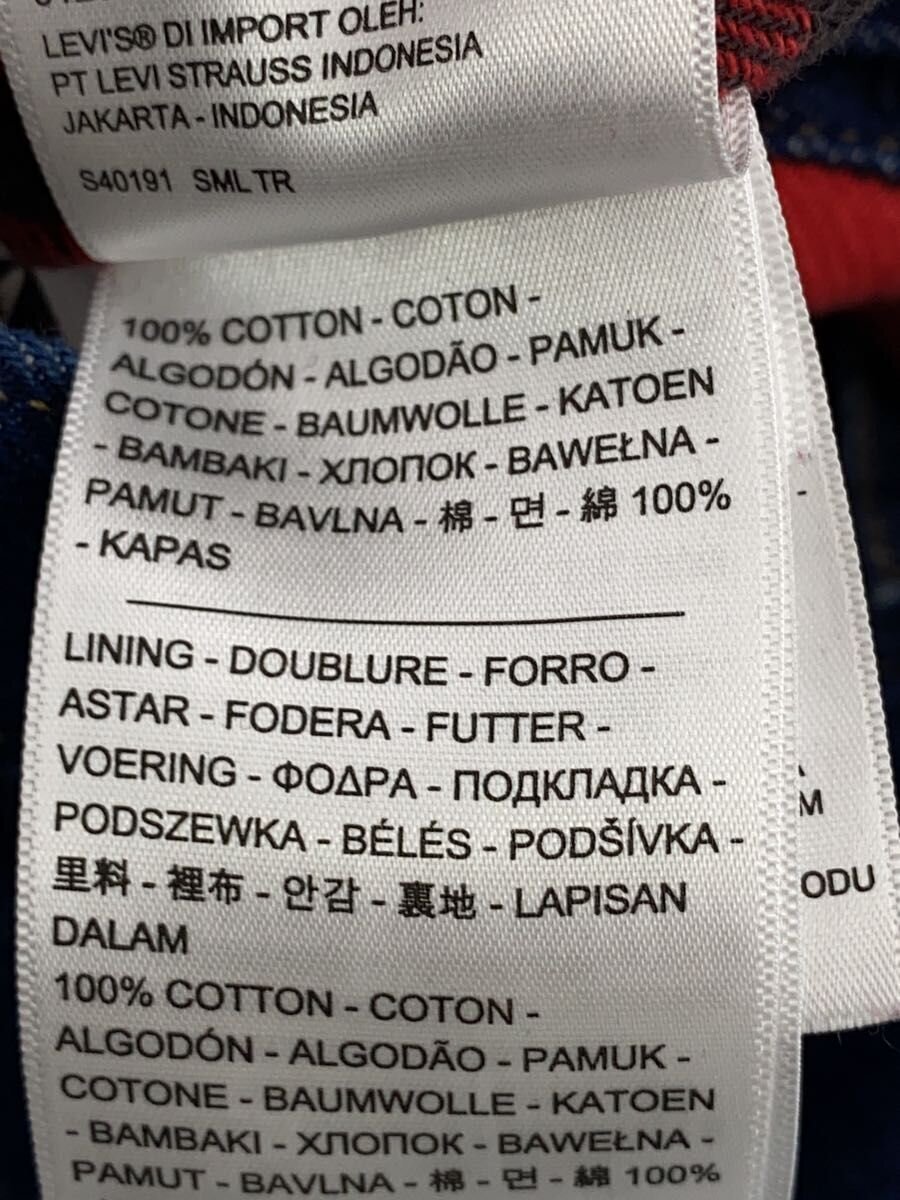 LEVI'S® DI IMPORT OLEH:
PT LEVI STRAUSS INDONESIA
JAKARTA - INDONESIA
S40191 SML TR
100% COTTON - COTON -
ALGODÓN - ALGODÃO - PAMUK -
COTONE - BAUMWOLLE - KATOEN
- BAMBAKI - ХЛОПОК - BAWEŁNA -
PAMUT - BAVLNA - 棉 - 면 - 綿 100%
- KAPAS
LINING - DOUBLURE - FORRO -
ASTAR - FODERA - FUTTER -
VOERING - ΦΟΔΡΑ - ПОДКЛАДКА -
PODSZEWKA - BÉLÉS - PODŠÍVKA -
里料 - 裡布 - 안감 - 裏地 - LAPISAN
DALAM
100% COTTON - COTON -
ALGODÓN - ALGODÃO - PAMUK -
COTONE - BAUMWOLLE - KATOEN
- BAMBAKI - ХЛОПОК - BAWEŁNA -
PAMUT - BAVLNA - 棉 - 면 - 綿 100%
-
M
ODU